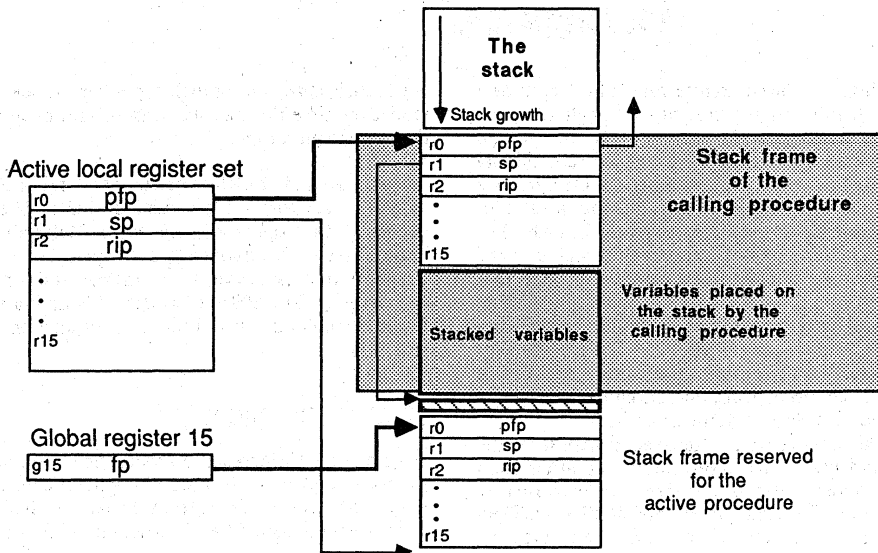 The
stack
Stack growth
r0 pfp
r1 sp
r2 rip
r15
Stack frame
of the
calling procedure
Stacked variables
Variables placed on
the stack by the
calling procedure
Active local register set
r0 pfp
r1 sp
r2 rip
r15
Global register 15
g15 fp
r0 pfp
r1 sp
r2 rip
r15
Stack frame reserved
for the
active procedure